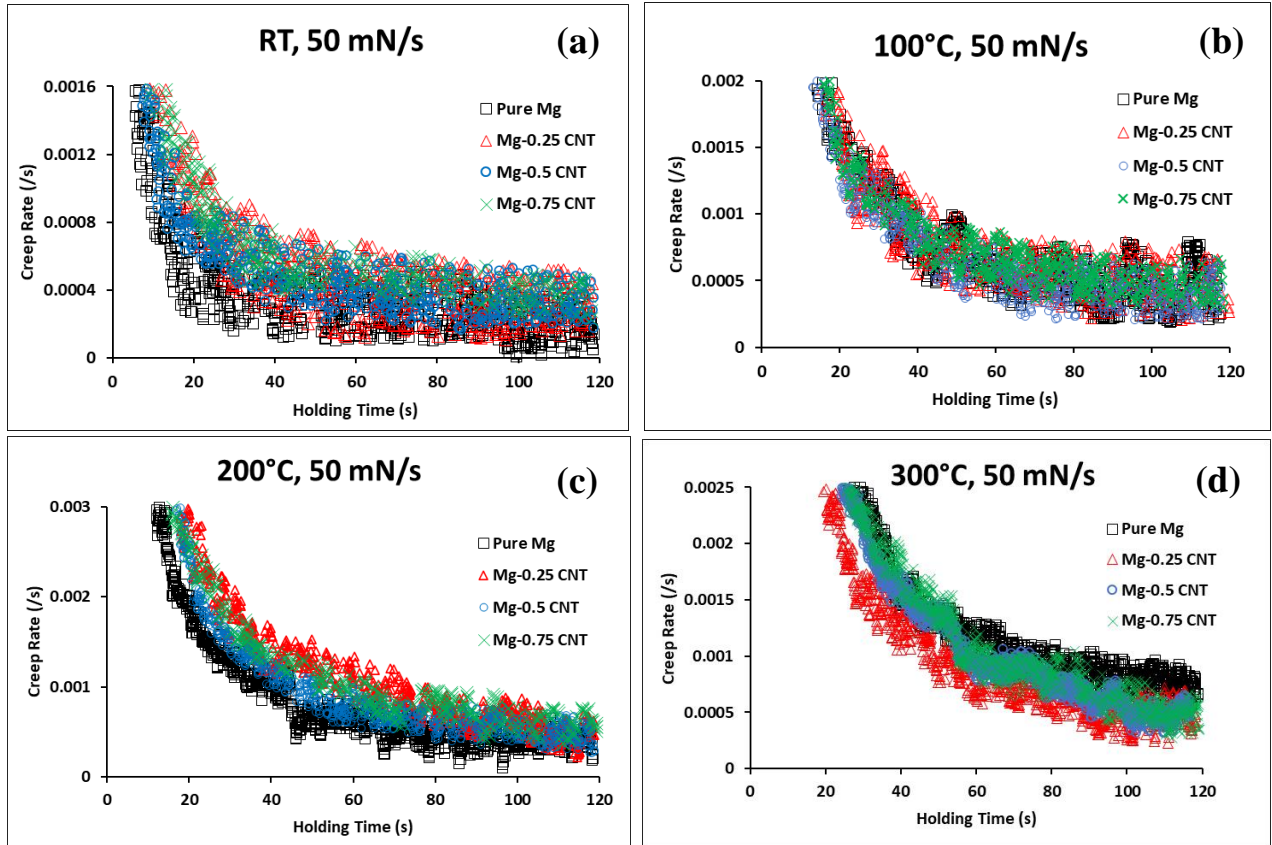 RT, 50 mN/s
(a)
Creep Rate (/s)
0.0016
0.0012
0.0008
0.0004
0
Pure Mg
Mg-0.25 CNT
Mg-0.5 CNT
Mg-0.75 CNT
0 20 40 60 80 100 120
Holding Time (s)
100°C, 50 mN/s
(b)
Creep Rate (/s)
0.002
0.0015
0.001
0.0005
0
Pure Mg
Mg-0.25 CNT
Mg-0.5 CNT
Mg-0.75 CNT
0 20 40 60 80 100 120
Holding Time (s)
200°C, 50 mN/s
(c)
Creep Rate (/s)
0.003
0.002
0.001
0
Pure Mg
Mg-0.25 CNT
Mg-0.5 CNT
Mg-0.75 CNT
0 20 40 60 80 100 120
Holding Time (s)
300°C, 50 mN/s
(d)
Creep Rate (/s)
0.0025
0.002
0.0015
0.001
0.0005
0
Pure Mg
Mg-0.25 CNT
Mg-0.5 CNT
Mg-0.75 CNT
0 20 40 60 80 100 120
Holding Time (s)